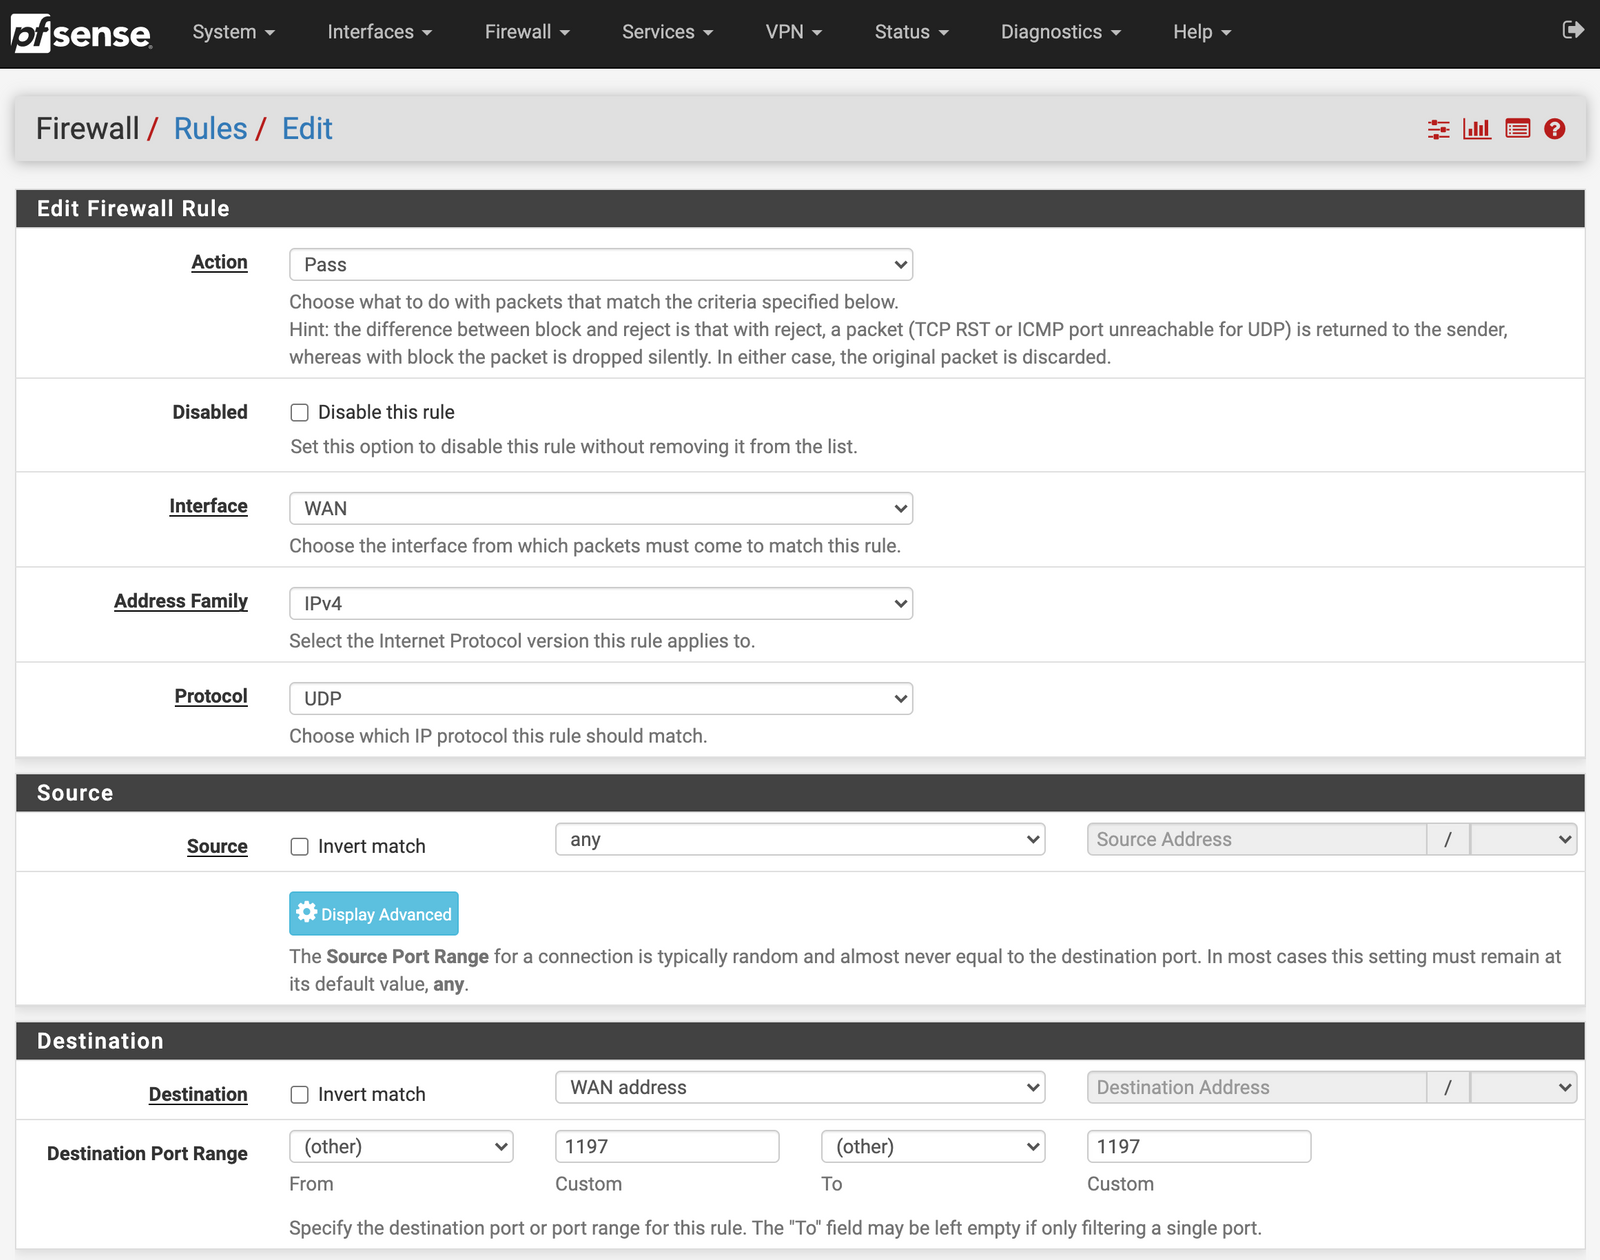 pfsense System Interfaces Firewall Services VPN Status Diagnostics Help
Firewall / Rules / Edit
Edit Firewall Rule
Action
Pass
Choose what to do with packets that match the criteria specified below.
Hint: the difference between block and reject is that with reject, a packet (TCP RST or ICMP port unreachable for UDP) is returned to the sender,
whereas with block the packet is dropped silently. In either case, the original packet is discarded.
Disabled
Disable this rule
Set this option to disable this rule without removing it from the list.
Interface
WAN
Choose the interface from which packets must come to match this rule.
Address Family
IPv4
Select the Internet Protocol version this rule applies to.
Protocol
UDP
Choose which IP protocol this rule should match.
Source
Source
Invert match
any
Source Address /
Display Advanced
The Source Port Range for a connection is typically random and almost never equal to the destination port. In most cases this setting must remain at
its default value, any.
Destination
Destination
Invert match
WAN address
Destination Address /
Destination Port Range
(other) 1197 (other) 1197
From Custom To Custom
Specify the destination port or port range for this rule. The "To" field may be left empty if only filtering a single port.